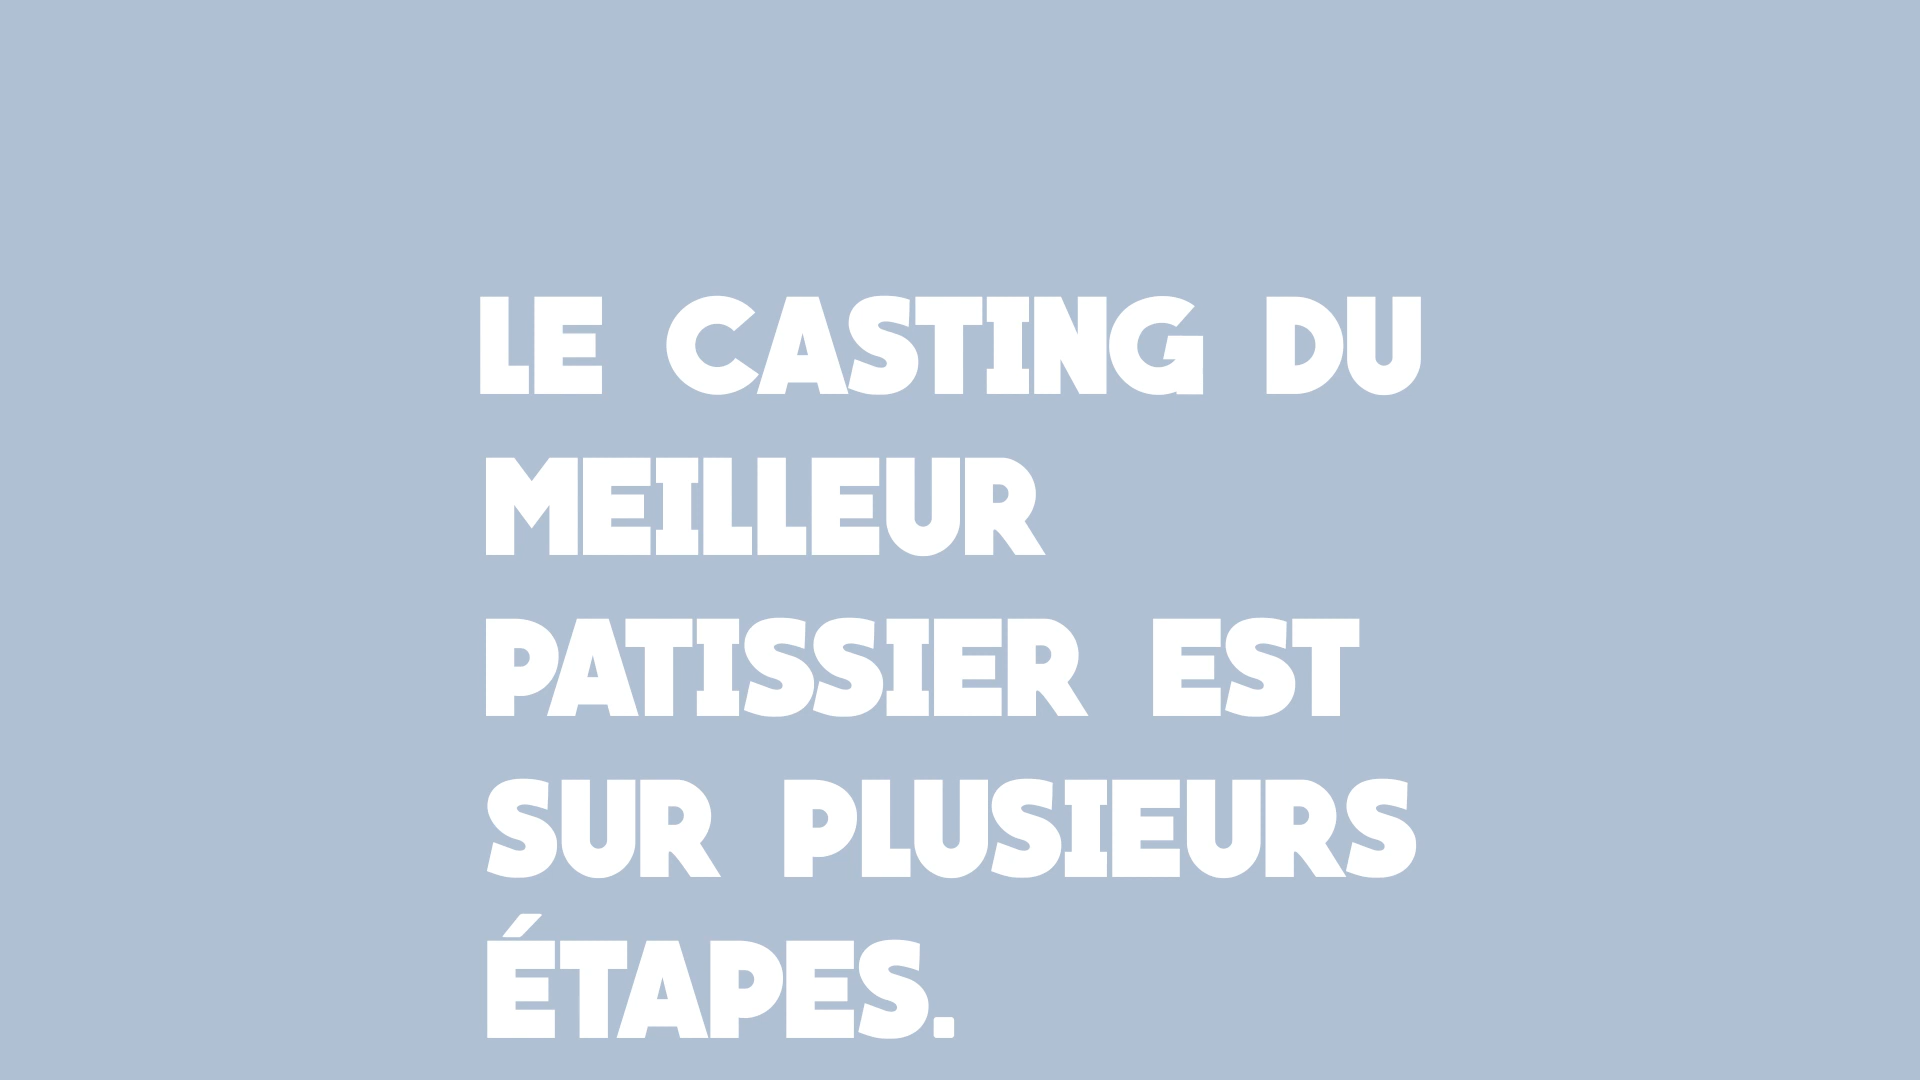 LE CASTING DU
MEILLEUR
PATISSIER EST
SUR PLUSIEURS
ÉTAPES.